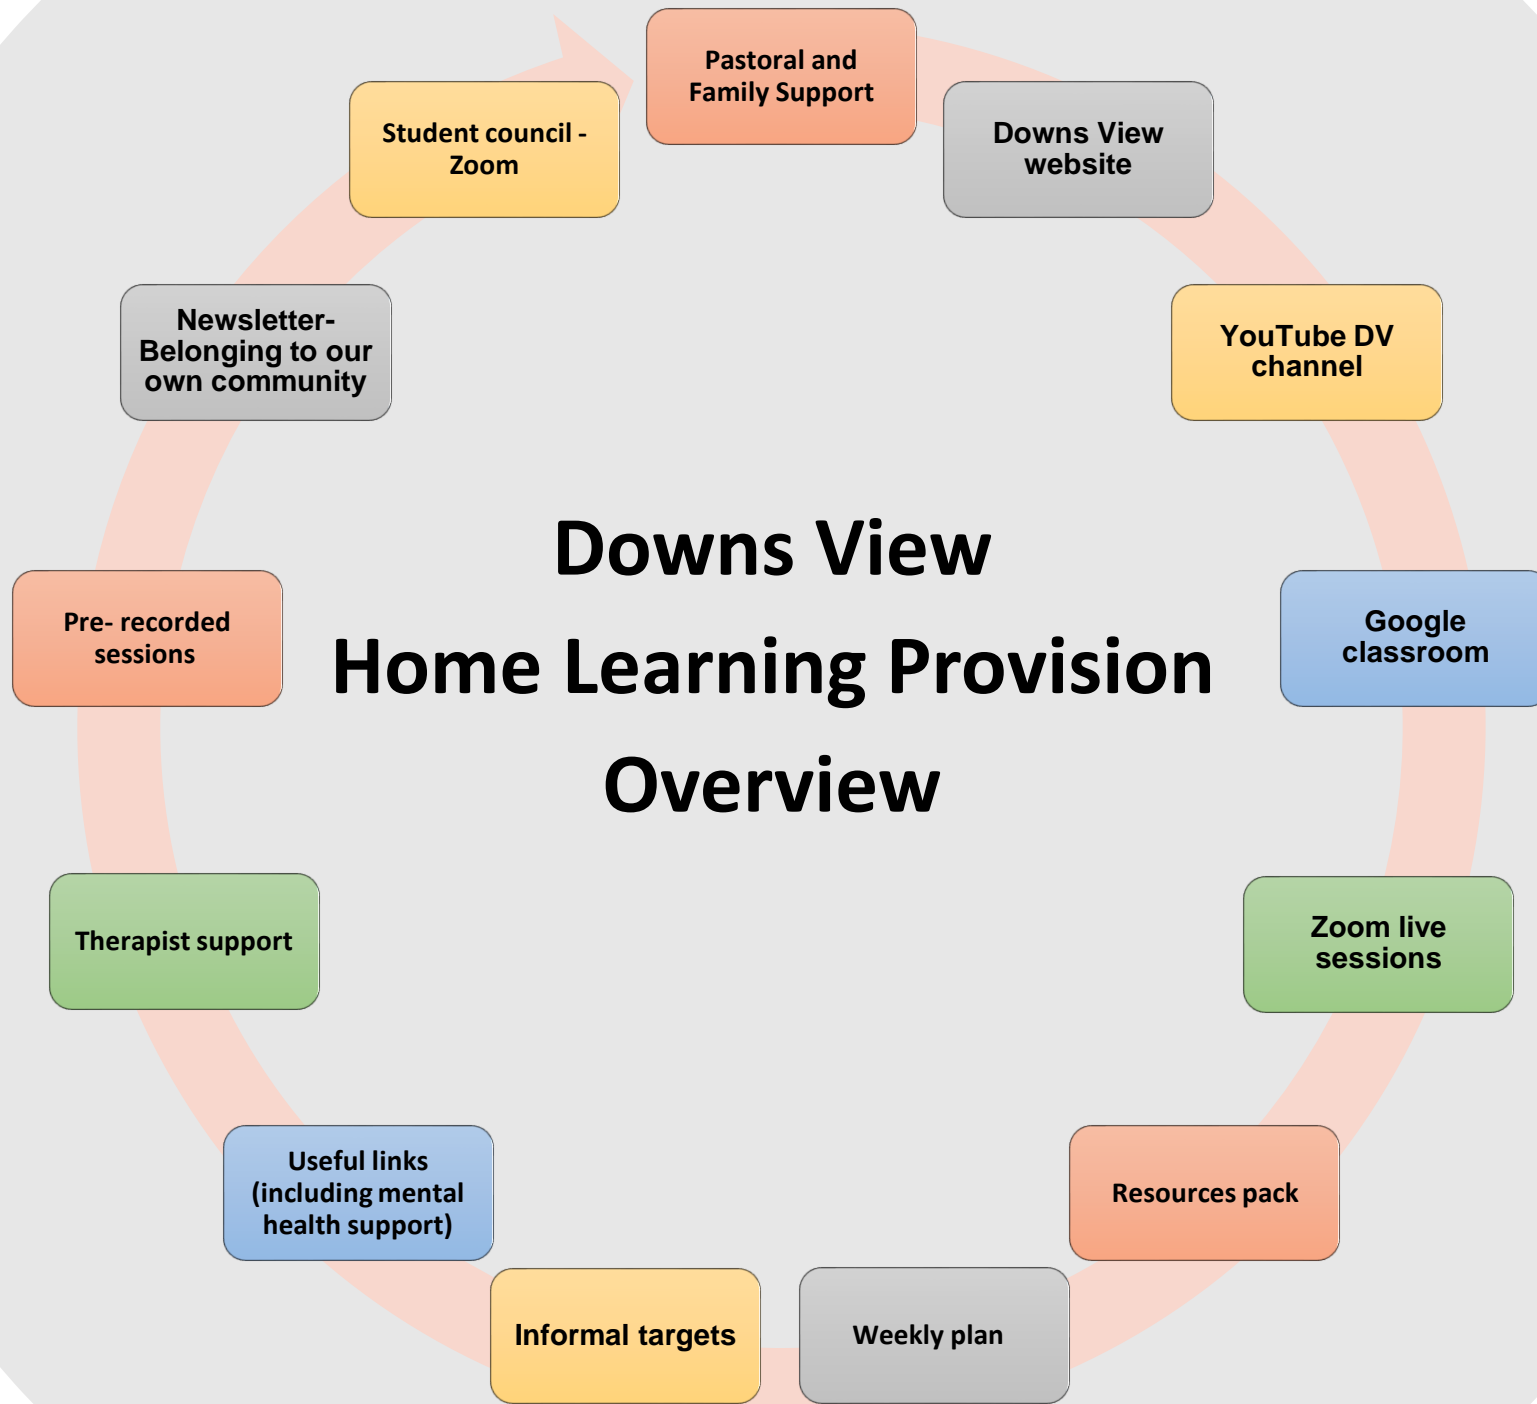 Pastoral and
Family Support
Downs View
website
YouTube DV
channel
Google
classroom
Zoom live
sessions
Resources pack
Weekly plan
Informal targets
Useful links
(including mental
health support)
Therapist support
Pre- recorded
sessions
Newsletter-
Belonging to our
own community
Student council -
Zoom
Downs View
Home Learning Provision
Overview